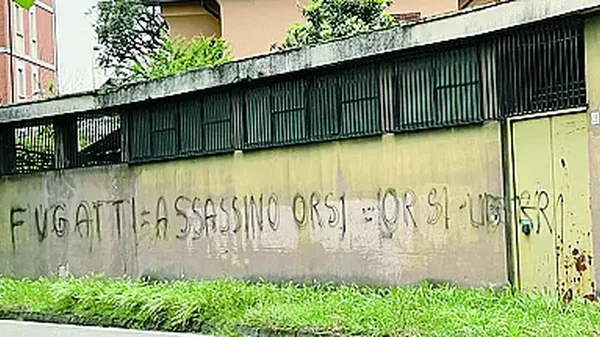 FUGATTI = ASSASSINO ORSI = ORSI LIBERI